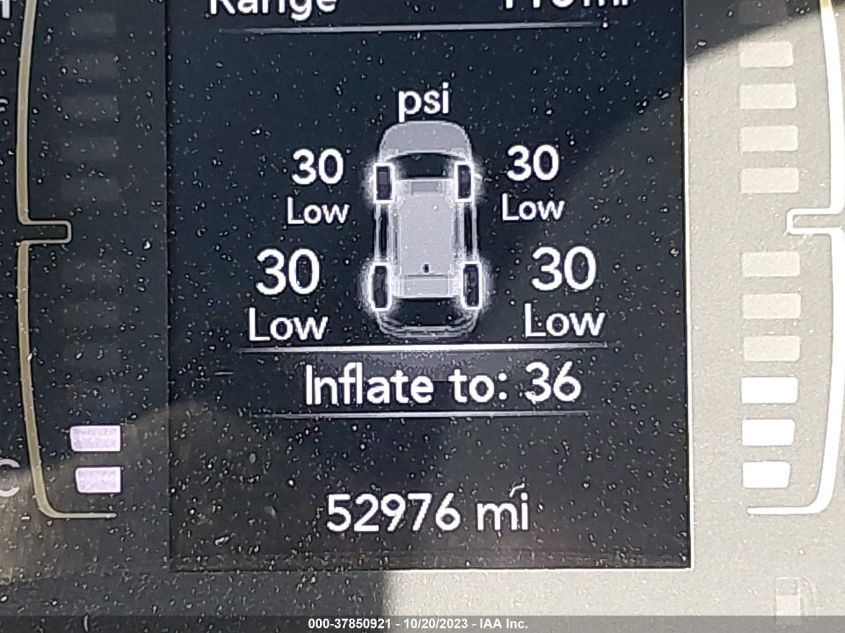 Range
psi
30 30
Low Low
30 30
Low Low
Inflate to: 36
52976 mi
C
000-37850921 - 10/20/2023 - IAA Inc.